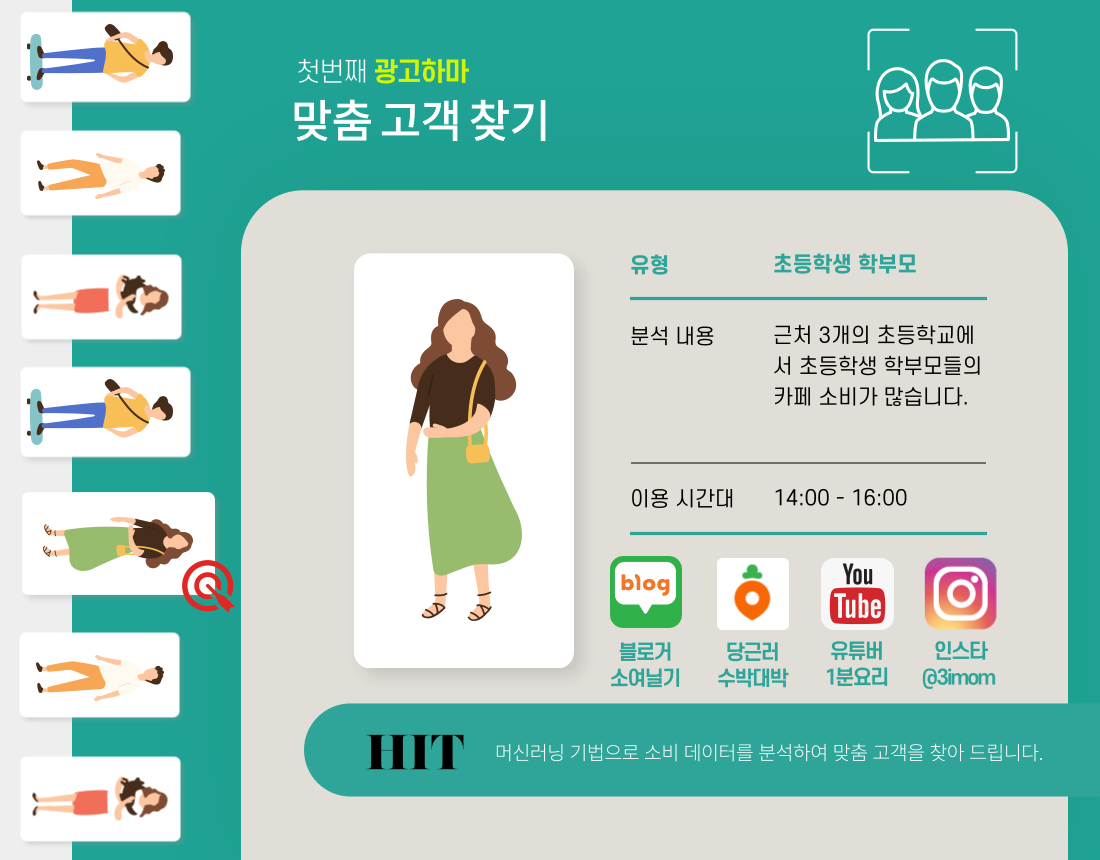 첫번째 광고하마
맞춤 고객 찾기
유형 초등학생 학부모
분석 내용 근처 3개의 초등학교에
서 초등학생 학부모들의
카페 소비가 많습니다.
이용 시간대 14:00 - 16:00
blog
You
Tube
블로거 당근러 유튜버 인스타
소여닐기 수박대박 1분요리 @3imom
HIT 머신러닝 기법으로 소비 데이터를 분석하여 맞춤 고객을 찾아 드립니다.